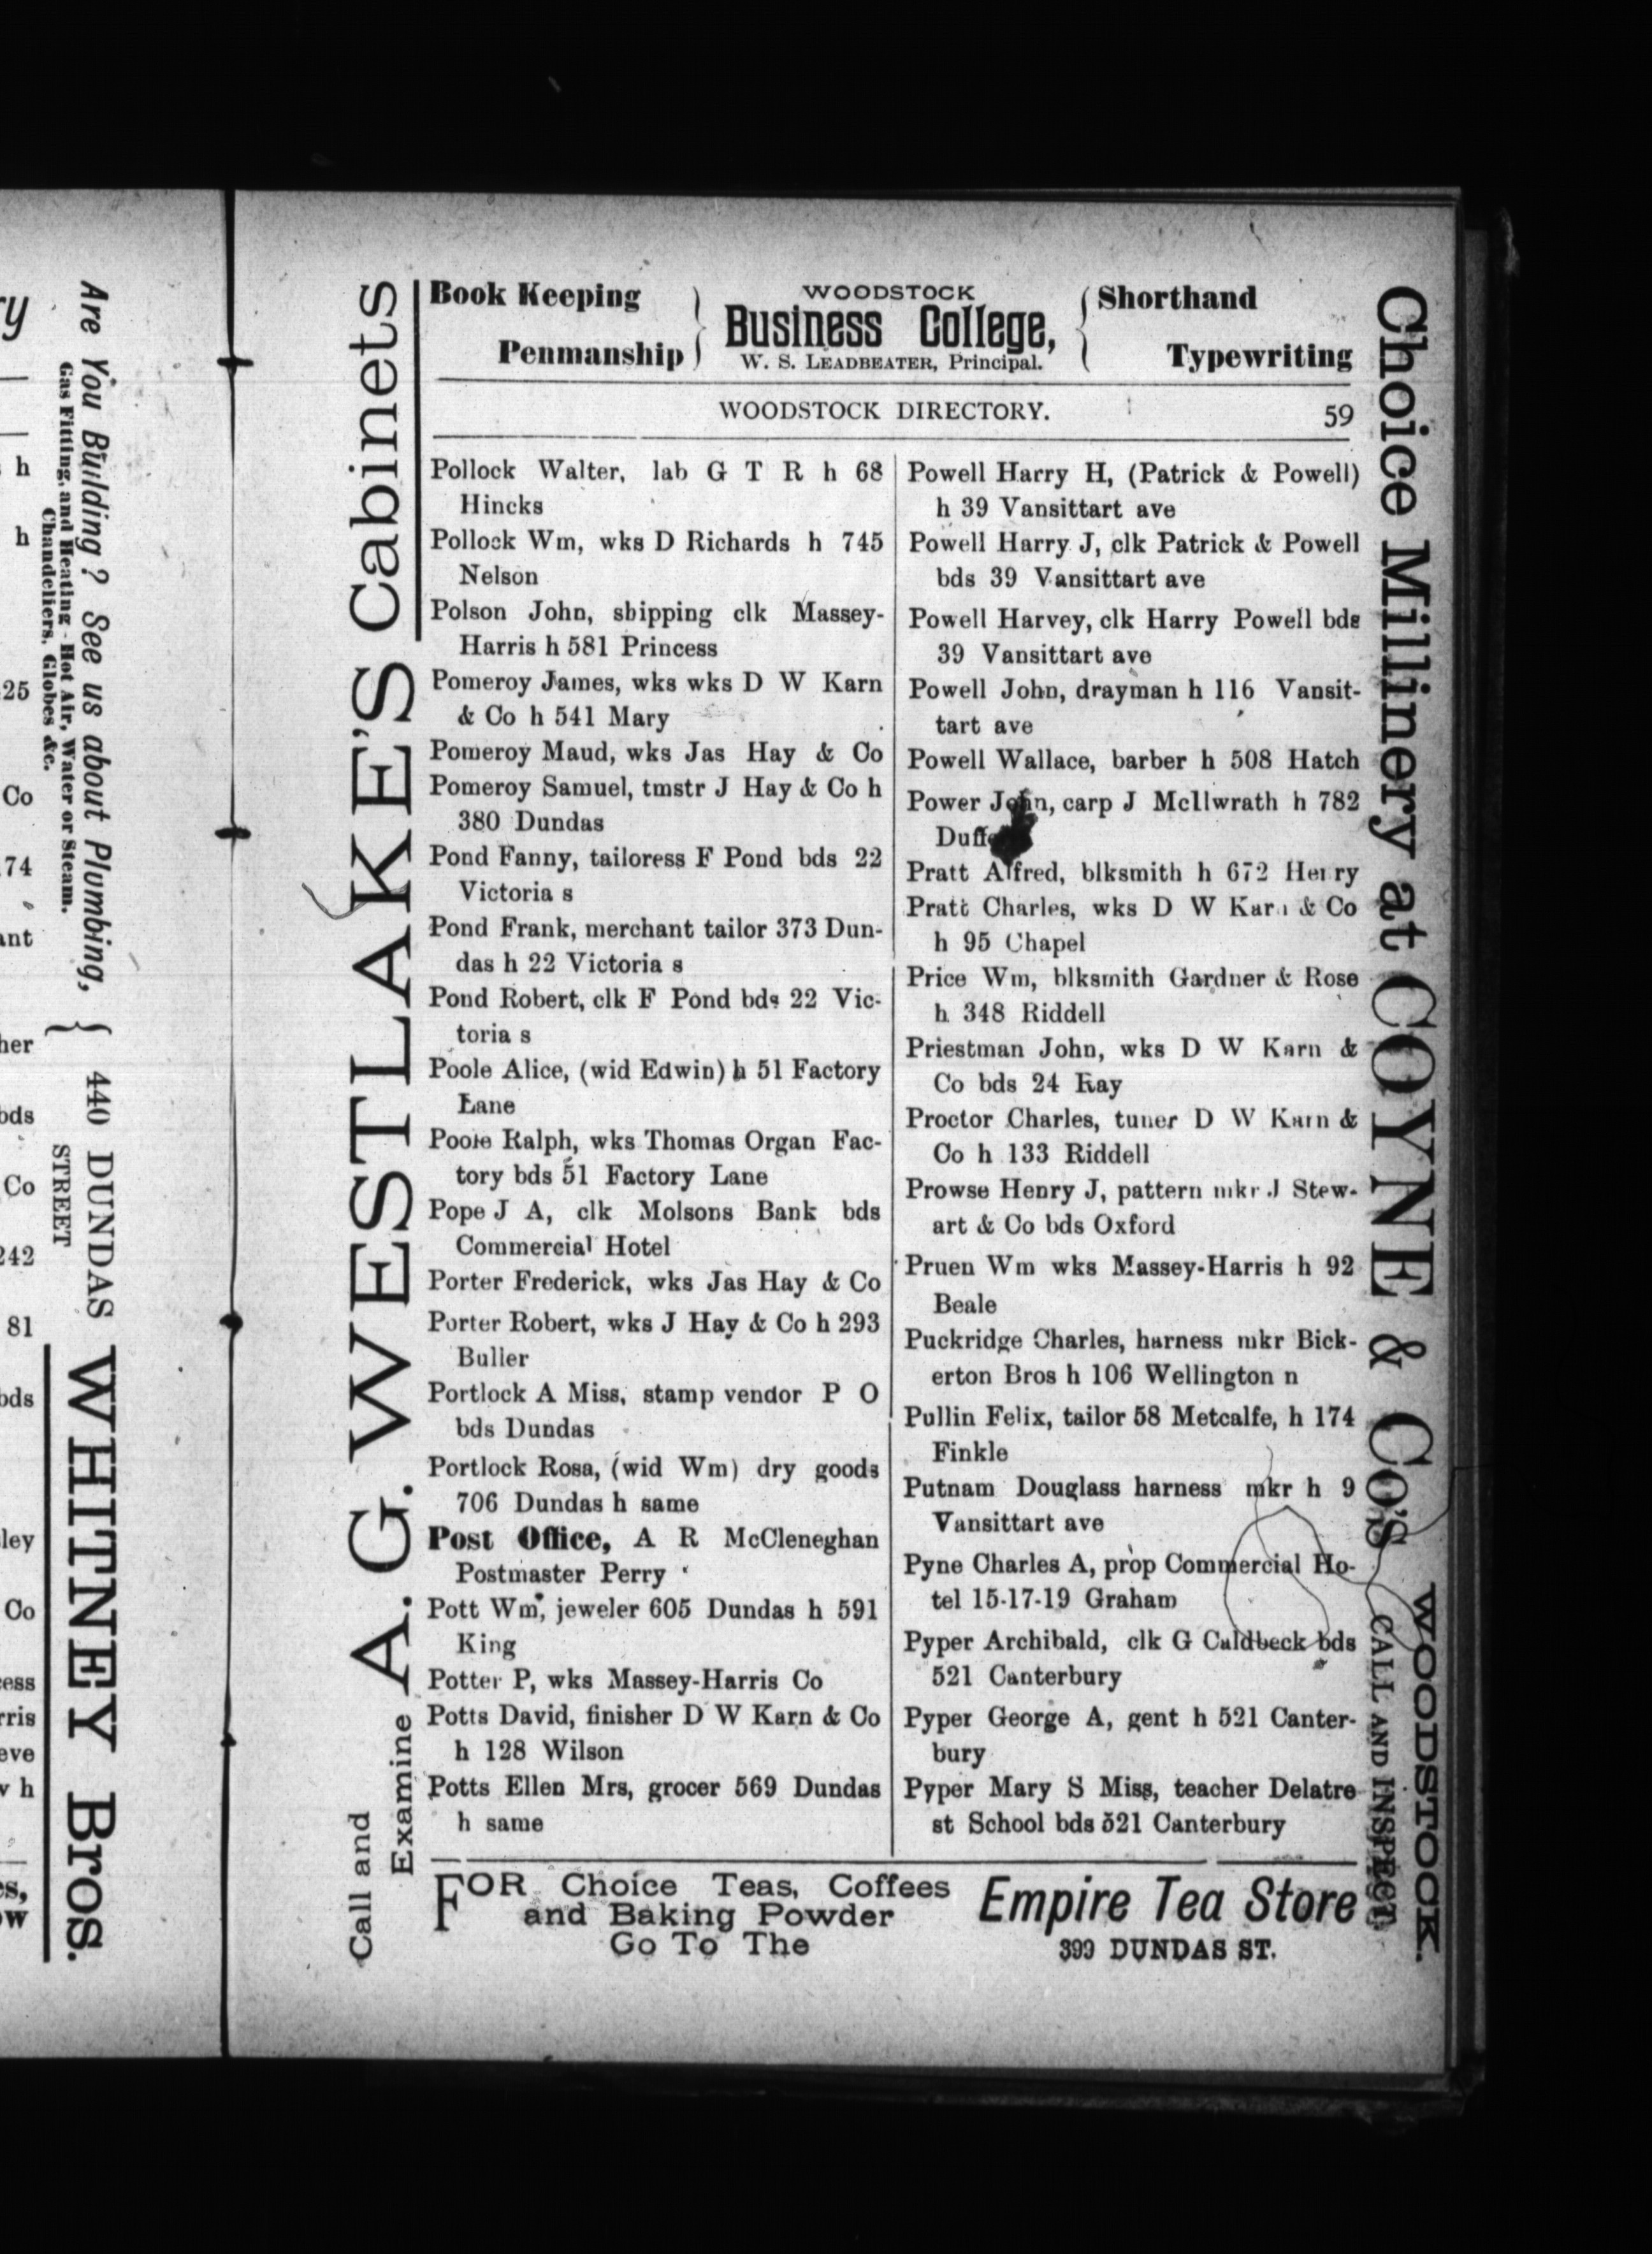 Are You Building? See us about Plumbing,
Gas Fitting, and Heating - Hot Air, Water or Steam.
Chandeliers, Globes &c.
440 DUNDAS
STREET
WHITNEY Bros.
h
h
25
Co
74
ant
her
bds
Co
242
81
bds
ley
Co
ess
rris
eve
h
Call and
Examine
A. G. WESTLAKE'S Cabinets
Book Keeping
Penmanship
WOODSTOCK
Business College,
W. S. LEADBEATER, Principal.
Shorthand
Typewriting
WOODSTOCK DIRECTORY. 59
Pollock Walter, lab G T R h 68
Hincks
Pollock Wm, wks D Richards h 745
Nelson
Polson John, shipping clk Massey-
Harris h 581 Princess
Pomeroy James, wks wks D W Karn
& Co h 541 Mary
Pomeroy Maud, wks Jas Hay & Co
Pomeroy Samuel, tmstr J Hay & Co h
380 Dundas
Pond Fanny, tailoress F Pond bds 22
Victoria s
Pond Frank, merchant tailor 373 Dun-
das h 22 Victoria s
Pond Robert, clk F Pond bds 22 Vic-
toria s
Poole Alice, (wid Edwin) h 51 Factory
Lane
Poole Ralph, wks Thomas Organ Fac-
tory bds 51 Factory Lane
Pope J A, clk Molsons Bank bds
Commercial Hotel
Porter Frederick, wks Jas Hay & Co
Porter Robert, wks J Hay & Co h 293
Buller
Portlock A Miss, stamp vendor P O
bds Dundas
Portlock Rosa, (wid Wm) dry goods
706 Dundas h same
Post Office, A R McCleneghan
Postmaster Perry
Pott Wm, jeweler 605 Dundas h 591
King
Potter P, wks Massey-Harris Co
Potts David, finisher D W Karn & Co
h 128 Wilson
Potts Ellen Mrs, grocer 569 Dundas
h same
Powell Harry H, (Patrick & Powell)
h 39 Vansittart ave
Powell Harry J, clk Patrick & Powell
bds 39 Vansittart ave
Powell Harvey, clk Harry Powell bds
39 Vansittart ave
Powell John, drayman h 116 Vansit-
tart ave
Powell Wallace, barber h 508 Hatch
Power John, carp J McIlwrath h 782
Pratt Alfred, blksmith h 672 Henry
Pratt Charles, wks D W Karn & Co
h 95 Chapel
Price Wm, blksmith Gardner & Rose
h 348 Riddell
Priestman John, wks D W Karn &
Co bds 24 Ray
Proctor Charles, tuner D W Karn &
Co h 133 Riddell
Prowse Henry J, pattern mkr J Stew-
art & Co bds Oxford
Pruen Wm wks Massey-Harris h 92
Beale
Puckridge Charles, harness mkr Bick-
erton Bros h 106 Wellington n
Pullin Felix, tailor 58 Metcalfe, h 174
Finkle
Putnam Douglass harness mkr h 9
Vansittart ave
Pyne Charles A, prop Commercial Ho-
tel 15-17-19 Graham
Pyper Archibald, clk G Caldbeck bds
521 Canterbury
Pyper George A, gent h 521 Canter-
bury
Pyper Mary S Miss, teacher Delatre
st School bds 521 Canterbury
FOR Choice Teas, Coffees
and Baking Powder
Go To The
Empire Tea Store
399 DUNDAS ST.
Choice Millinery at COYNE & Co's
WOODSTOCK.
CALL AND INSPECT